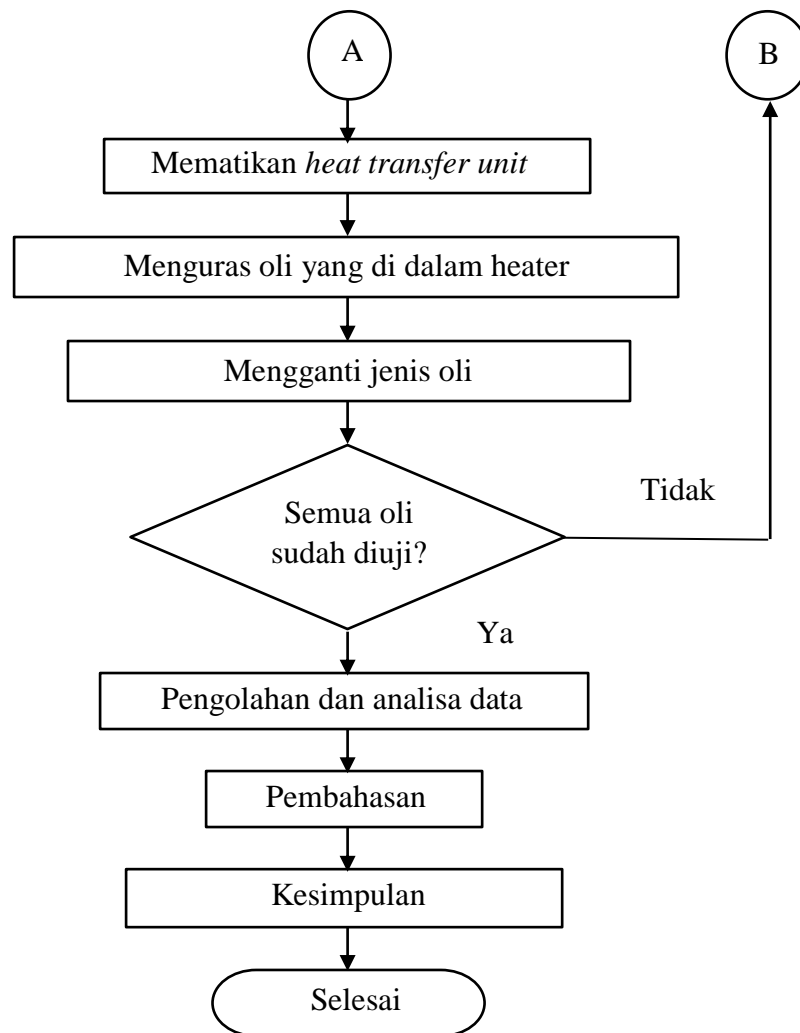 A
B
Mematikan heat transfer unit
Menguras oli yang di dalam heater
Mengganti jenis oli
Tidak
Semua oli
sudah diuji?
Ya
Pengolahan dan analisa data
Pembahasan
Kesimpulan
Selesai